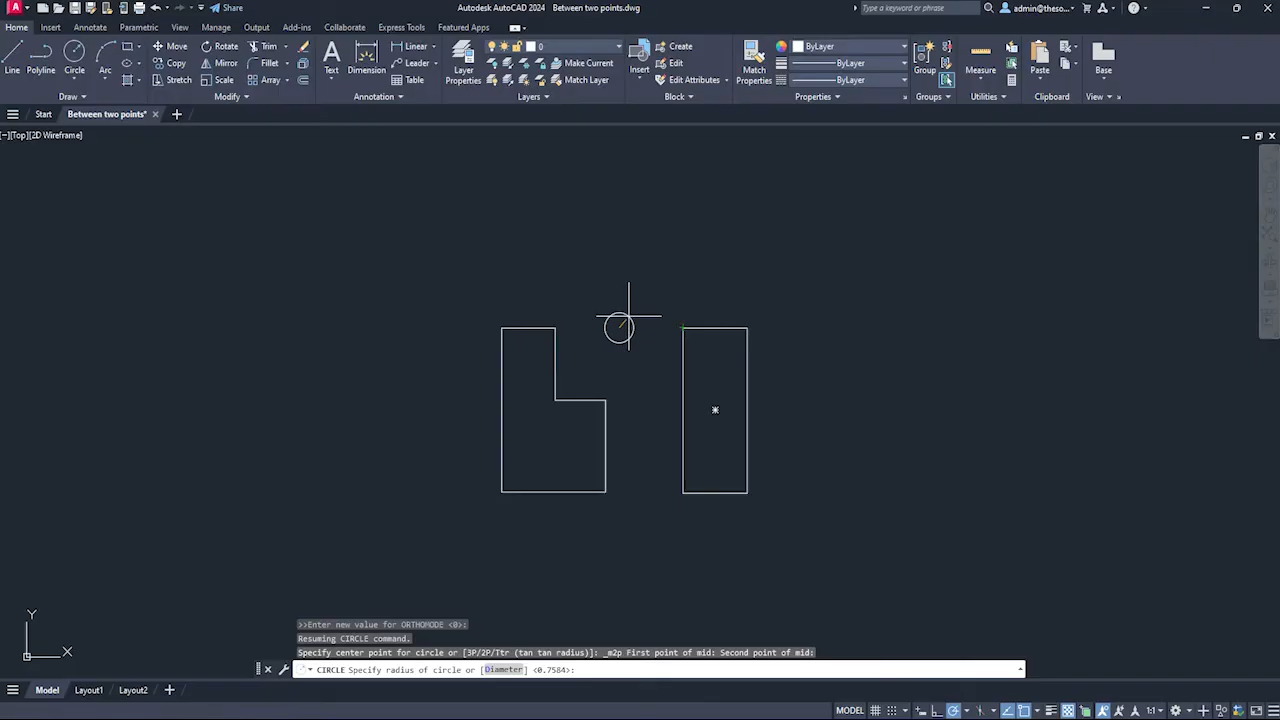 Share
Autodesk AutoCAD 2024 Between two points.dwg
Type a keyword or phrase
admin@theso...
Home Insert Annotate Parametric View Manage Output Add-ins Collaborate Express Tools Featured Apps
Line Polyline Circle Arc
Move Rotate Trim
Copy Mirror Fillet
Stretch Scale Array
Text Dimension
Linear
Leader
Table
Layer
Properties
0
Make Current
Match Layer
Insert
Create
Edit
Edit Attributes
Match
Properties
ByLayer
ByLayer
ByLayer
Group
Measure
Paste
Base
Draw Modify Annotation Layers Block Properties Groups Utilities Clipboard View
Start Between two points*
[−][Top][2D Wireframe]
Y
X
>>Enter new value for ORTHOMODE <0>:
Resuming CIRCLE command.
Specify center point for circle or [3P/2P/Ttr (tan tan radius)]: _m2p First point of mid: Second point of mid:
CIRCLE Specify radius of circle or [Diameter] <0.7584>:
Model Layout1 Layout2
MODEL 1:1